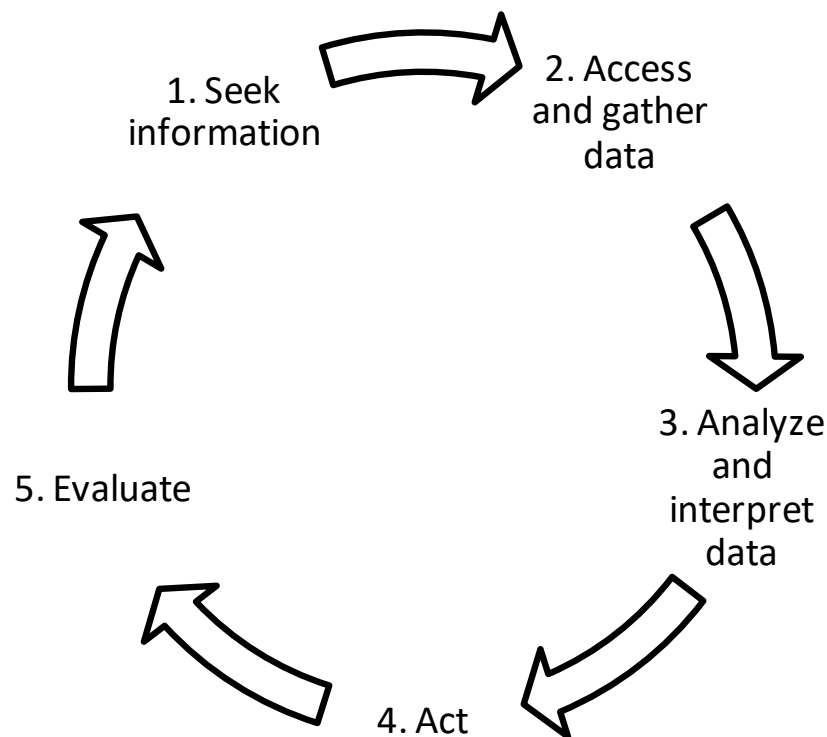 1. Seek
information
2. Access
and gather
data
3. Analyze
and
interpret
data
4. Act
5. Evaluate